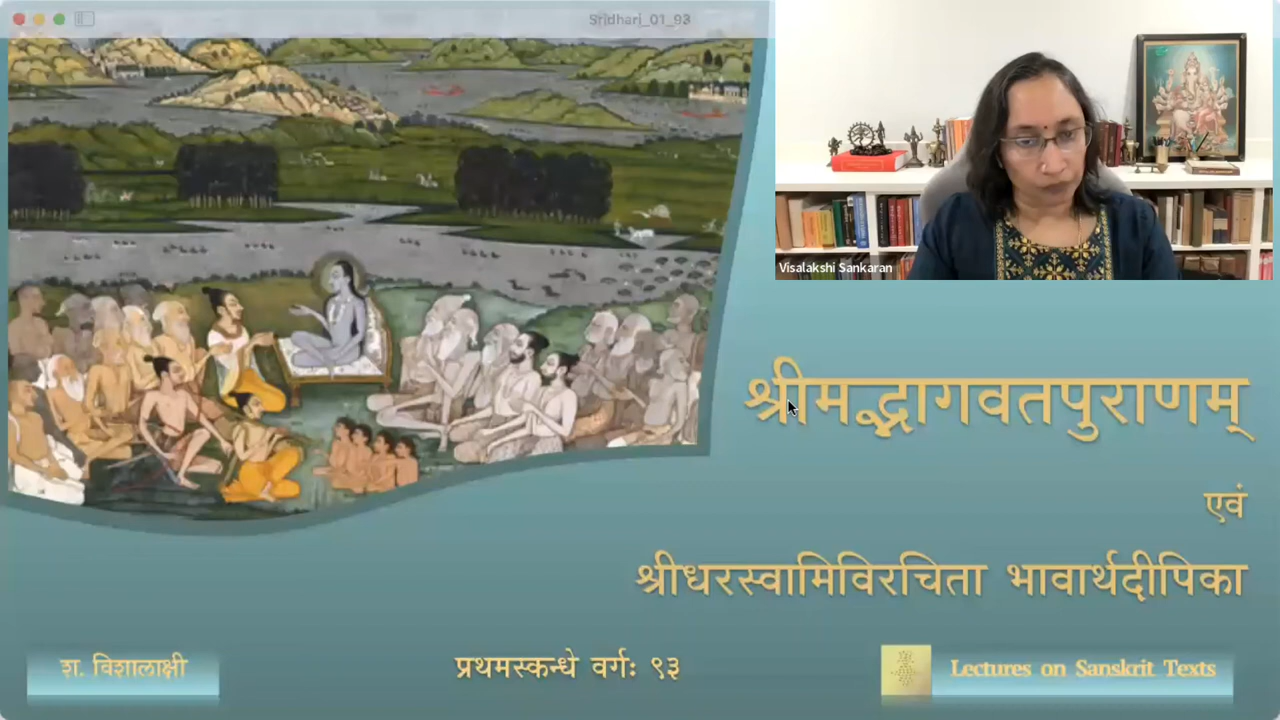 Sridhari_01_93
Visalakshi Sankaran
श्रीमद्भागवतपुराणम्
एवं
श्रीधरस्वामिविरचिता भावार्थदीपिका
श. विशालाक्षी
प्रथमस्कन्धे वर्गः ९३
Lectures on Sanskrit Texts